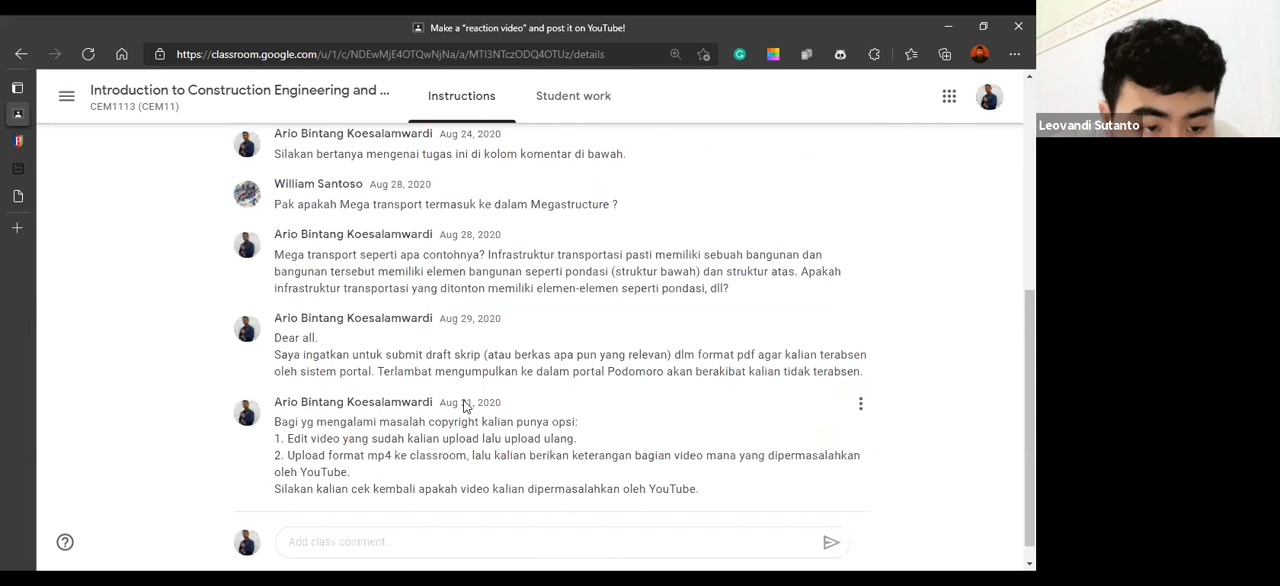 Make a “reaction video” and post it on YouTube!
https://classroom.google.com/u/1/c/NDEwMjE4OTQwNjNa/a/MTI3NTczODQ4OTUz/details
Introduction to Construction Engineering and ...
CEM1113 (CEM11)
Instructions
Student work
Leovandi Sutanto
Ario Bintang Koesalamwardi Aug 24, 2020
Silakan bertanya mengenai tugas ini di kolom komentar di bawah.
William Santoso Aug 28, 2020
Pak apakah Mega transport termasuk ke dalam Megastructure ?
Ario Bintang Koesalamwardi Aug 28, 2020
Mega transport seperti apa contohnya? Infrastruktur transportasi pasti memiliki sebuah bangunan dan
bangunan tersebut memiliki elemen bangunan seperti pondasi (struktur bawah) dan struktur atas. Apakah
infrastruktur transportasi yang ditonton memiliki elemen-elemen seperti pondasi, dll?
Ario Bintang Koesalamwardi Aug 29, 2020
Dear all.
Saya ingatkan untuk submit draft skrip (atau berkas apa pun yang relevan) dlm format pdf agar kalian terabsen
oleh sistem portal. Terlambat mengumpulkan ke dalam portal Podomoro akan berakibat kalian tidak terabsen.
Ario Bintang Koesalamwardi Aug 2020
Bagi yg mengalami masalah copyright kalian punya opsi:
1. Edit video yang sudah kalian upload lalu upload ulang.
2. Upload format mp4 ke classroom, lalu kalian berikan keterangan bagian video mana yang dipermasalahkan
oleh YouTube.
Silakan kalian cek kembali apakah video kalian dipermasalahkan oleh YouTube.
Add class comment...